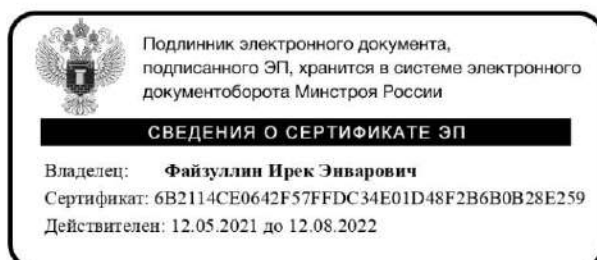 Подлинник электронного документа,
подписанного ЭП, хранится в системе электронного
документоборота Минстроя России
СВЕДЕНИЯ О СЕРТИФИКАТЕ ЭП
Владелец: Файзуллин Ирек Энварович
Сертификат: 6B2114CE0642F57FFDC34E01D48F2B6B0B28E259
Действителен: 12.05.2021 до 12.08.2022